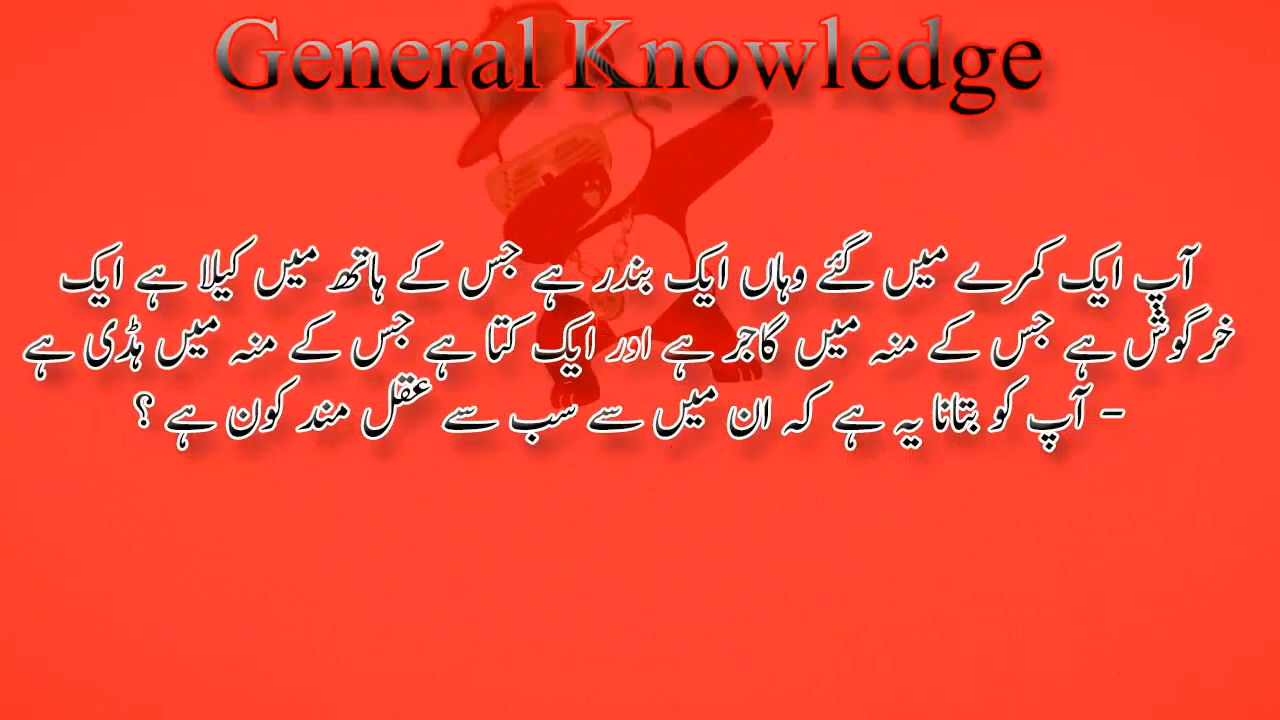 General Knowledge
آپ ایک کمرے میں گئے وہاں ایک بندر ہے جس کے ہاتھ میں کیلا ہے ایک
خرگوش ہے جس کے منہ میں گاجر ہے اور ایک کتا ہے جس کے منہ میں ہڈی ہے
- آپ کو بتانا یہ ہے کہ ان میں سے سب سے عقل مند کون ہے ؟